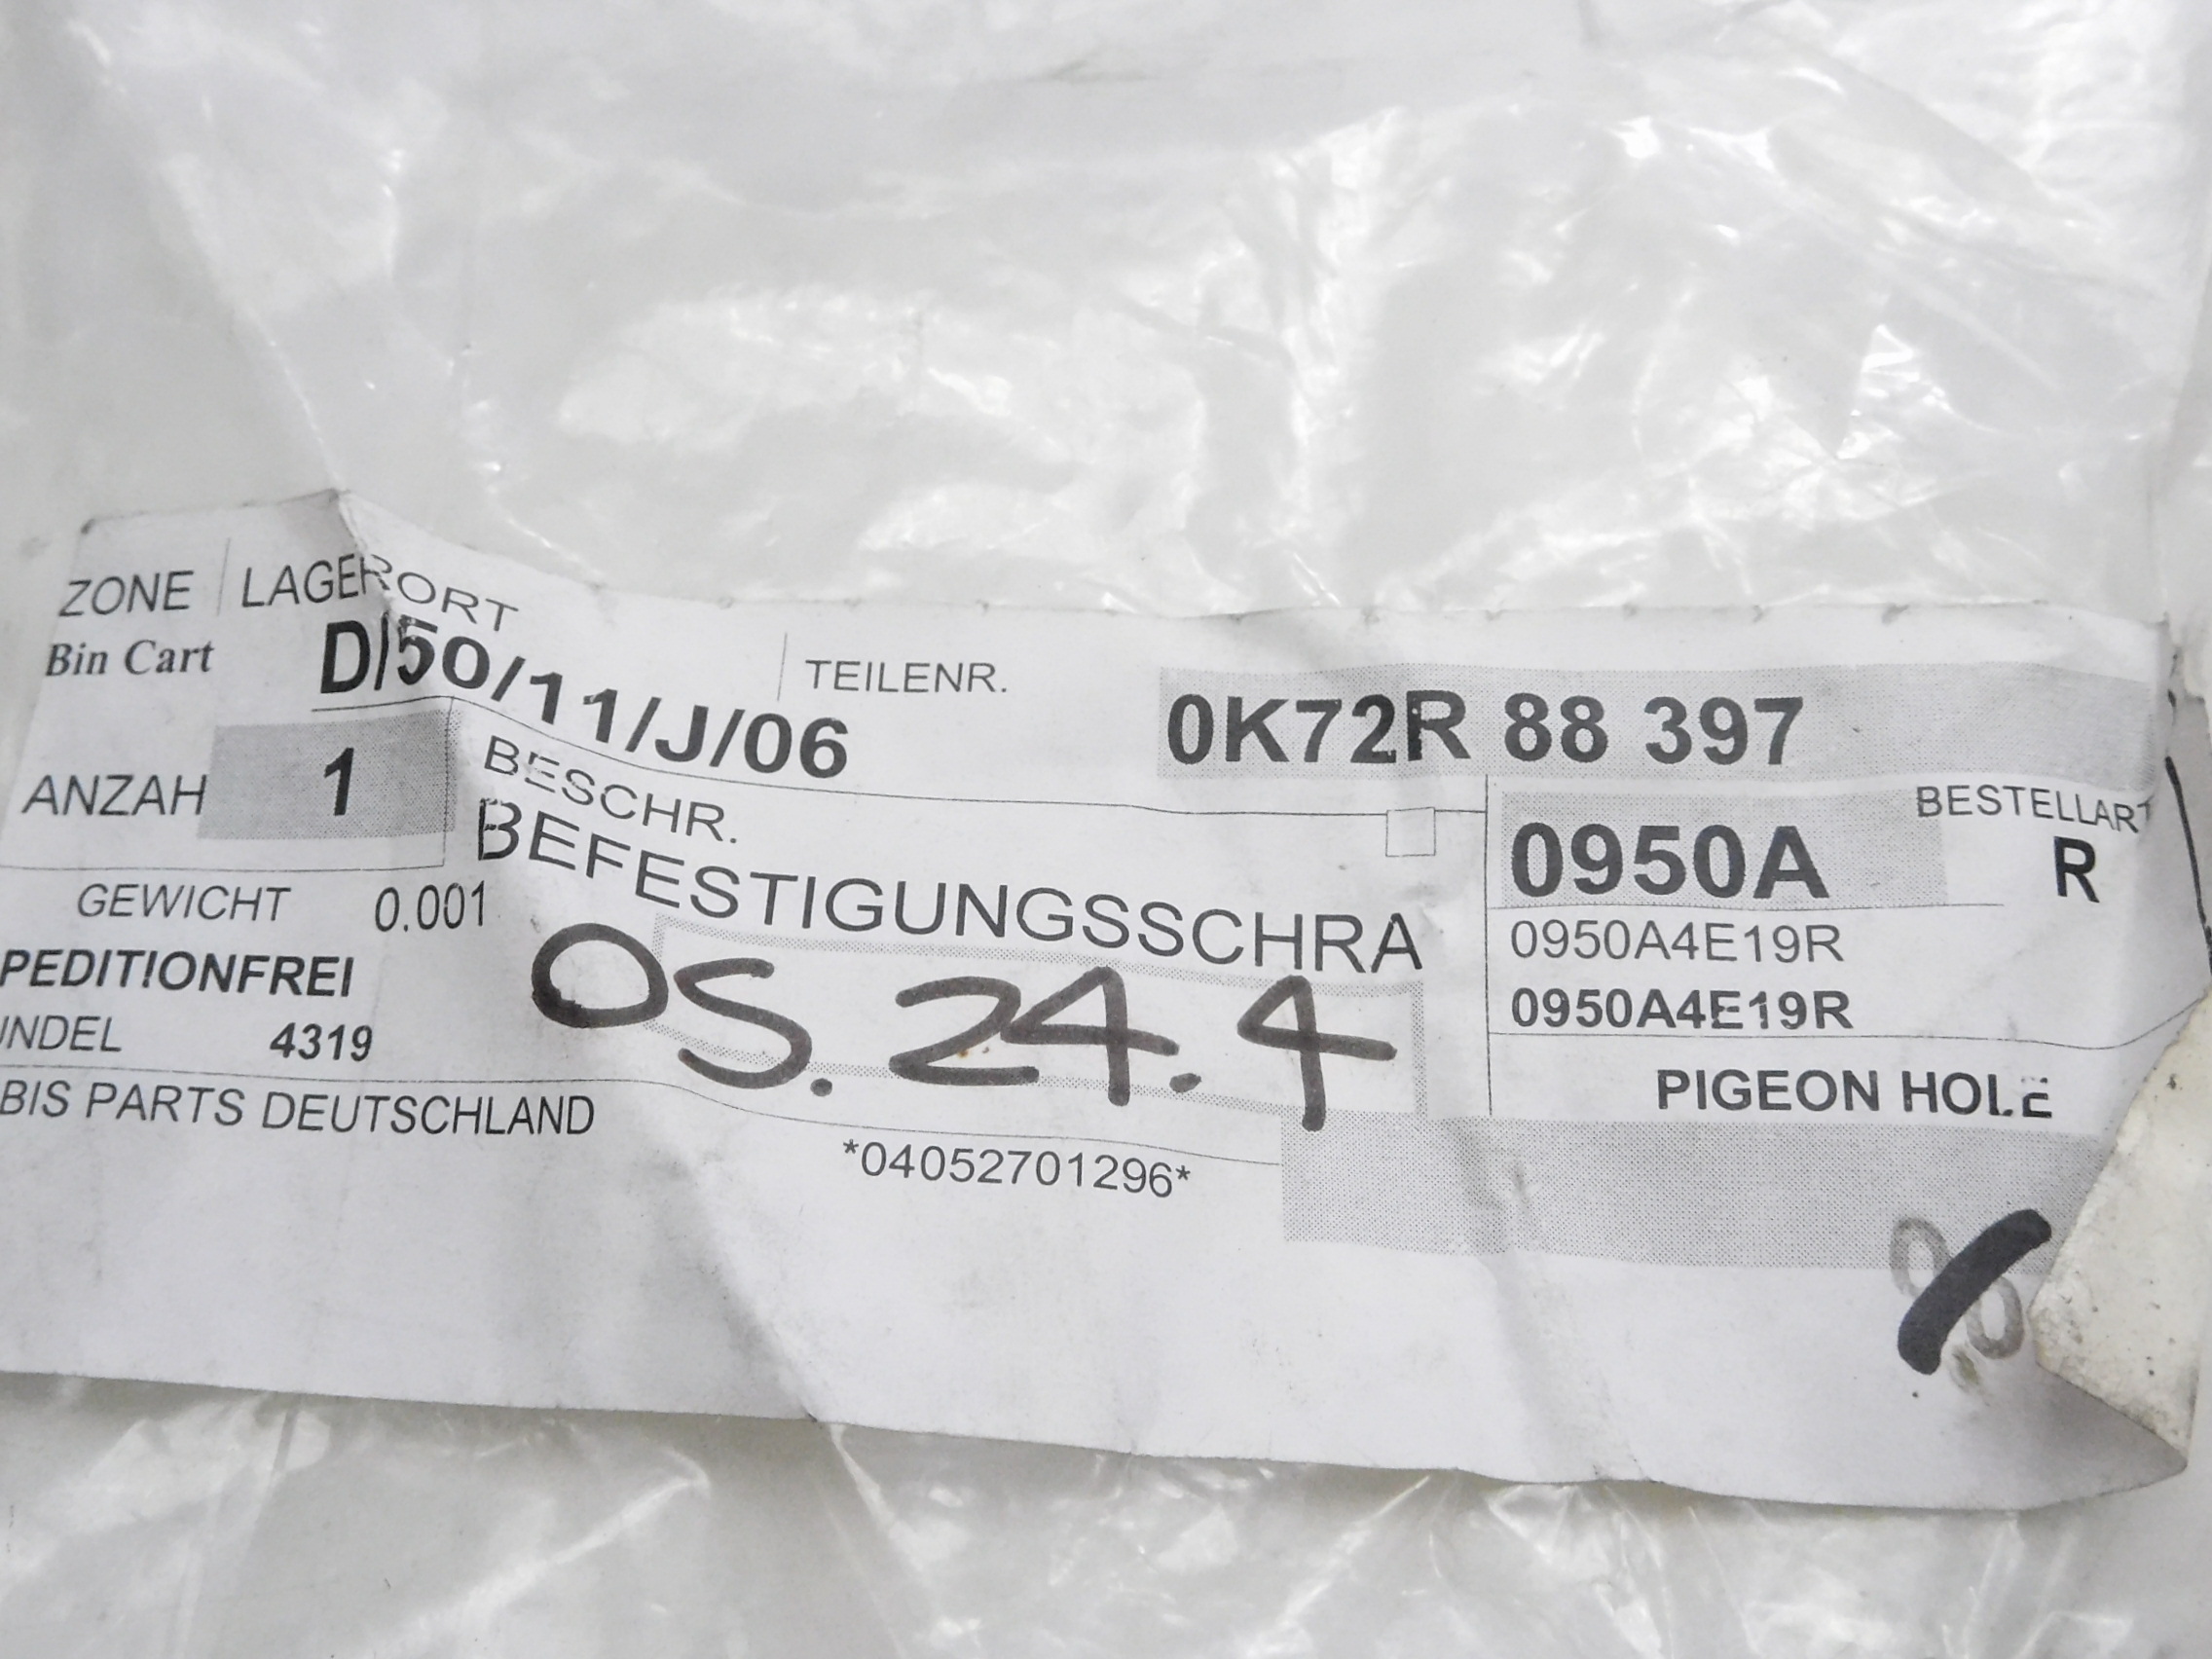 ZONE LAGERORT
Bin Cart D/50/11/J/06 TEILENR. 0K72R 88 397
ANZAH 1 BESCHR. BESTELLART
BEFESTIGUNGSSCHRA 0950A R
GEWICHT 0.001 0950A4E19R
PEDITIONFREI OS. 24.4 0950A4E19R
NDEL 4319
BIS PARTS DEUTSCHLAND PIGEON HOLE
*04052701296*